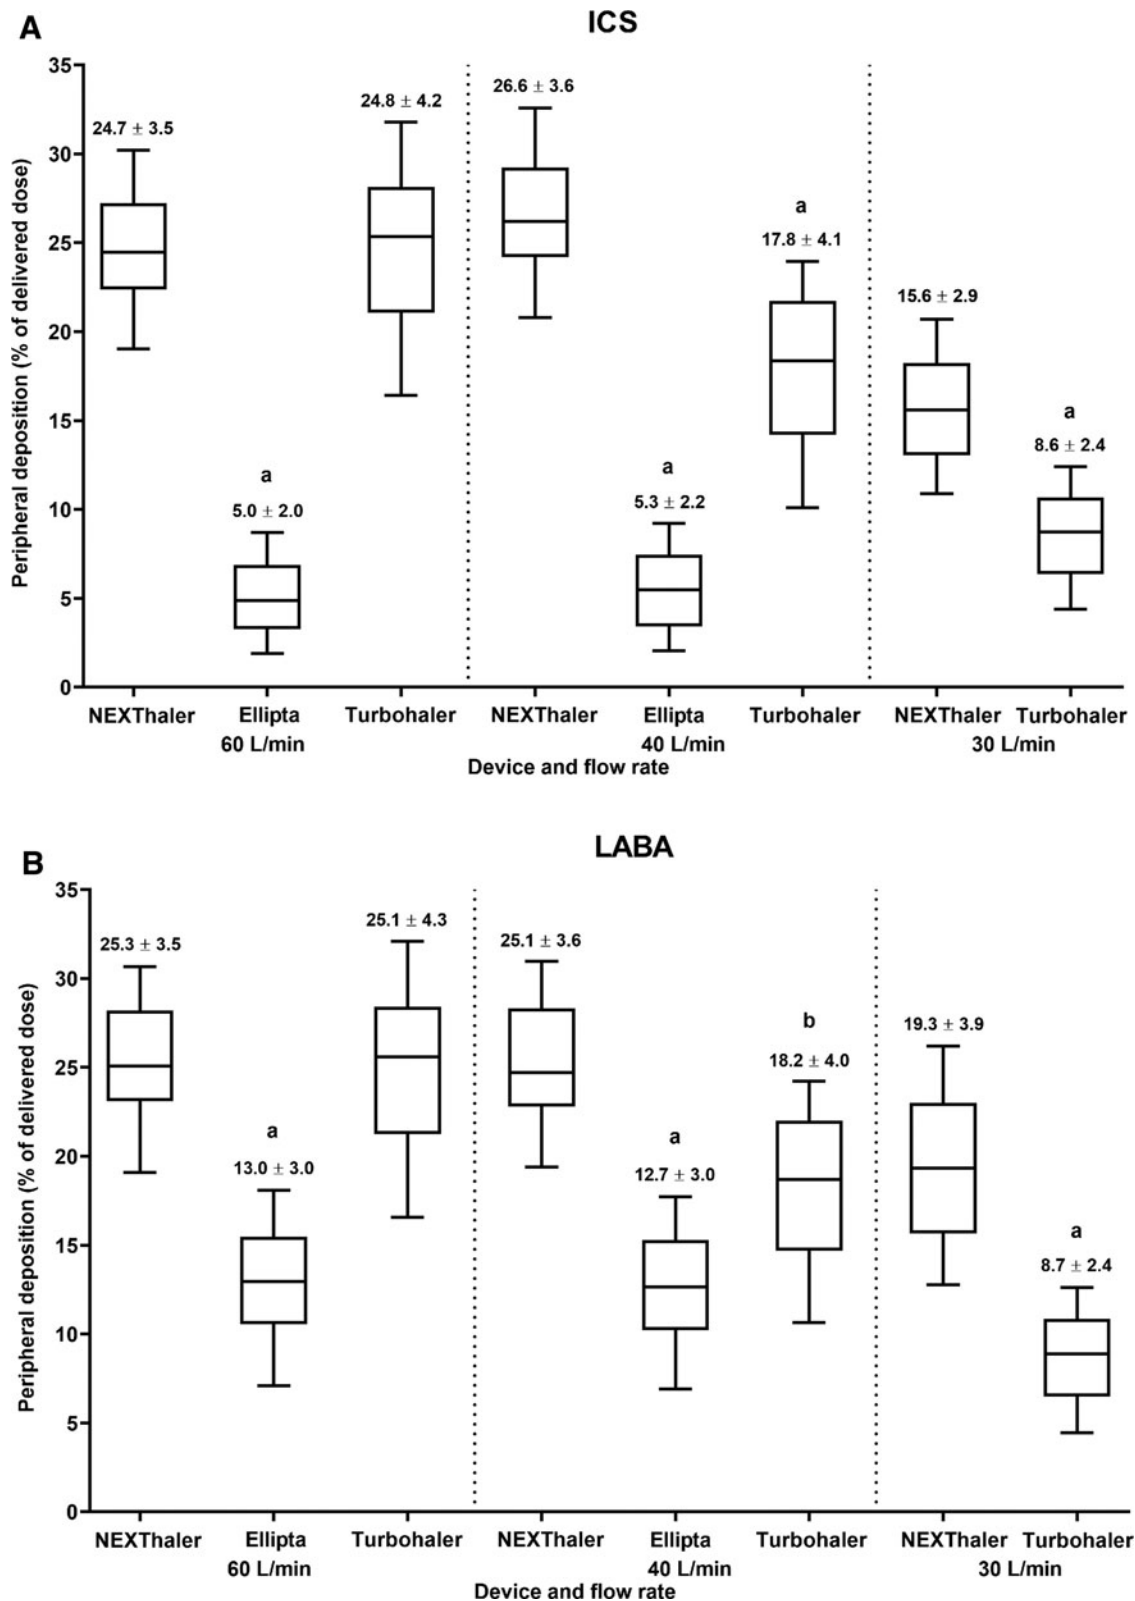 A
ICS
Peripheral deposition (% of delivered dose)
35
30
25
20
15
10
5
0
24.7 ± 3.5
a
5.0 ± 2.0
24.8 ± 4.2
26.6 ± 3.6
a
5.3 ± 2.2
a
17.8 ± 4.1
15.6 ± 2.9
a
8.6 ± 2.4
NEXThaler Ellipta Turbohaler NEXThaler Ellipta Turbohaler NEXThaler Turbohaler
60 L/min 40 L/min 30 L/min
Device and flow rate
B
LABA
Peripheral deposition (% of delivered dose)
35
30
25
20
15
10
5
0
25.3 ± 3.5
a
13.0 ± 3.0
25.1 ± 4.3
25.1 ± 3.6
a
12.7 ± 3.0
b
18.2 ± 4.0
19.3 ± 3.9
a
8.7 ± 2.4
NEXThaler Ellipta Turbohaler NEXThaler Ellipta Turbohaler NEXThaler Turbohaler
60 L/min 40 L/min 30 L/min
Device and flow rate